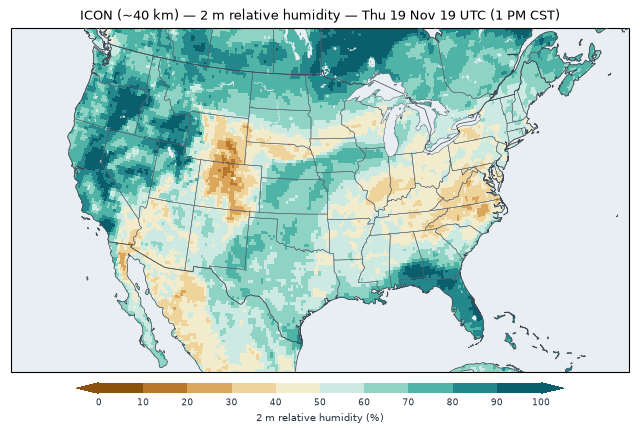 ICON (~40 km) — 2 m relative humidity — Thu 19 Nov 19 UTC (1 PM CST)
0 10 20 30 40 50 60 70 80 90 100
2 m relative humidity (%)